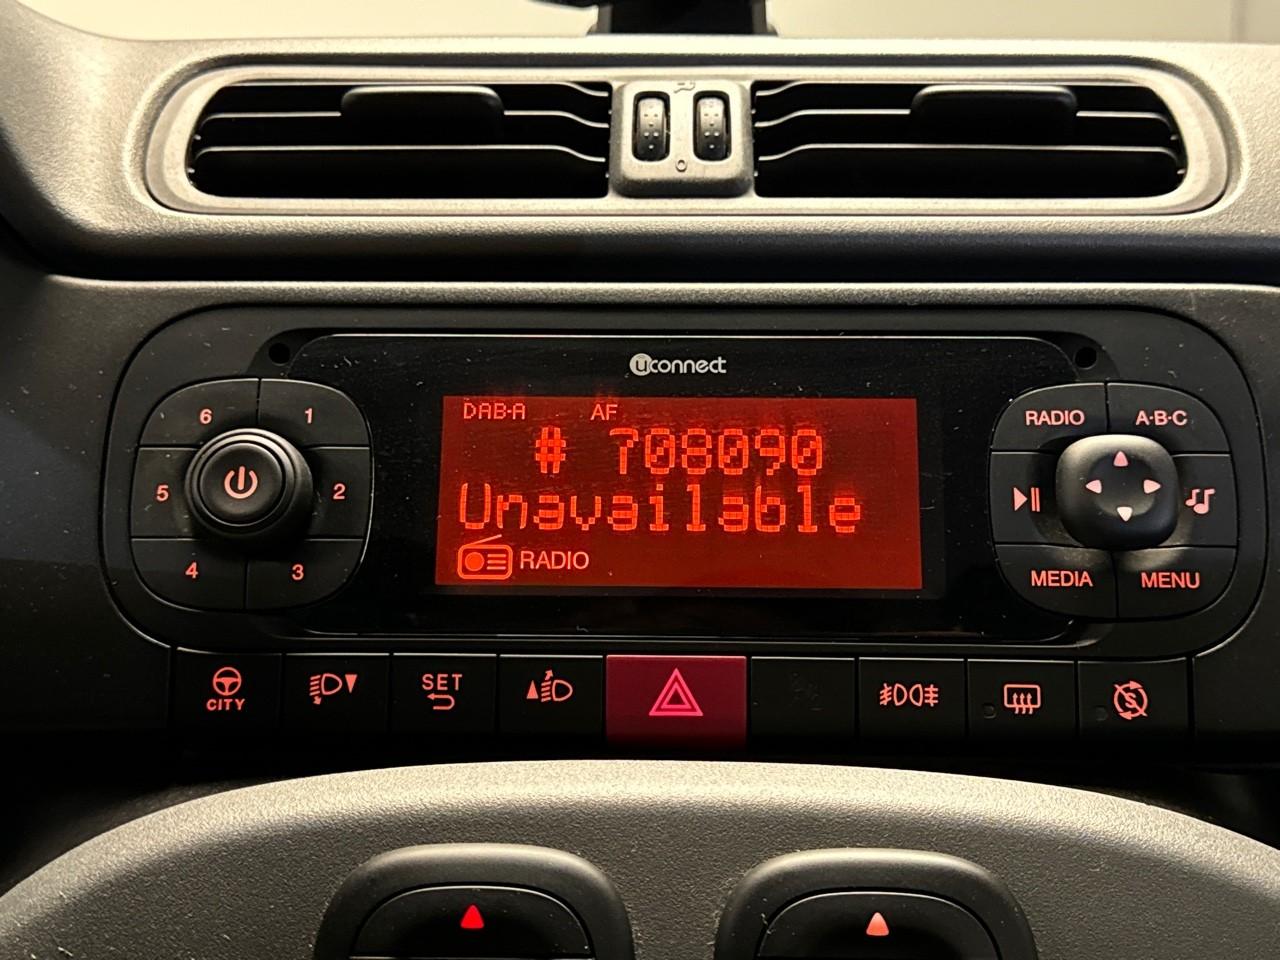 uconnect
DAB·A AF
# 708090
Unavailable
RADIO
6 1
5 2
4 3
RADIO A·B·C
MEDIA MENU
CITY
SET